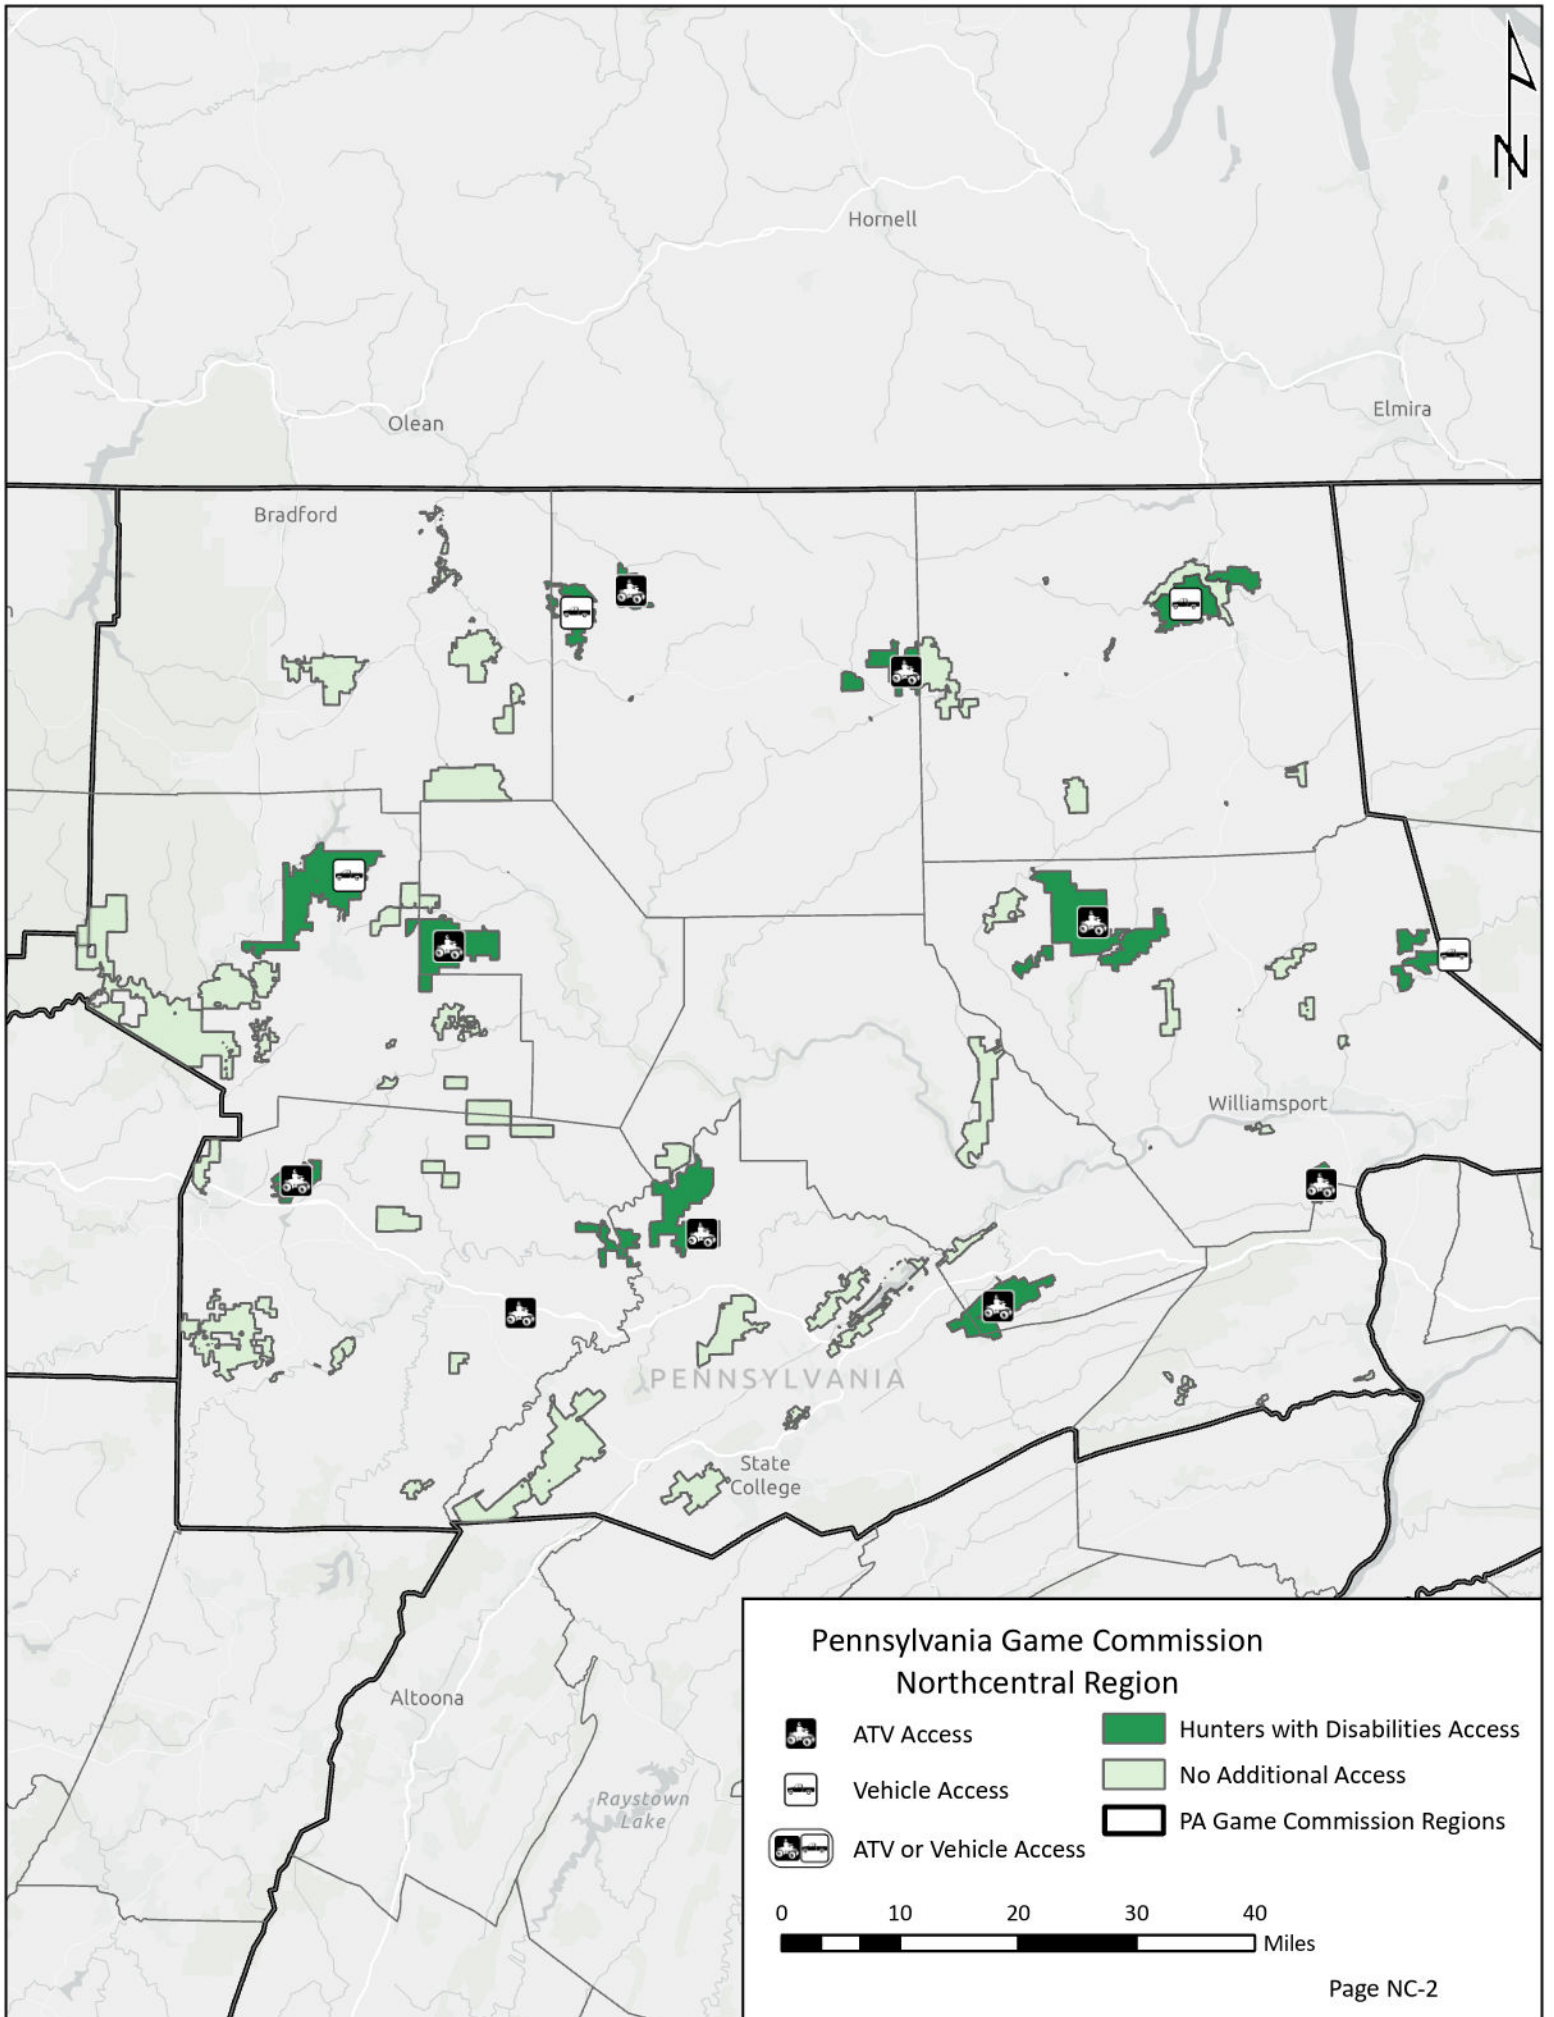 N
Hornell
Elmira
Olean
Bradford
Williamsport
PENNSYLVANIA
State
College
Altoona
Raystown
Lake
Pennsylvania Game Commission
Northcentral Region
ATV Access
Vehicle Access
ATV or Vehicle Access
Hunters with Disabilities Access
No Additional Access
PA Game Commission Regions
0 10 20 30 40
Miles
Page NC-2